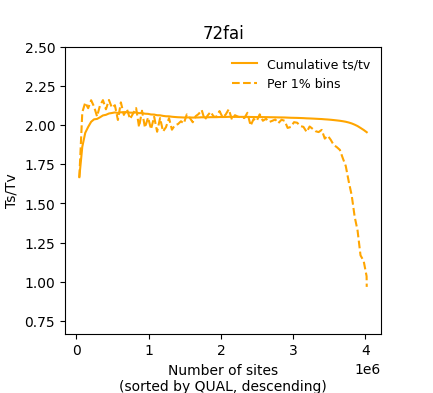 72fai
2.50
2.25
2.00
1.75
1.50
1.25
1.00
0.75
Ts/Tv
Cumulative ts/tv
Per 1% bins
0 1 2 3 4
1e6
Number of sites
(sorted by QUAL, descending)